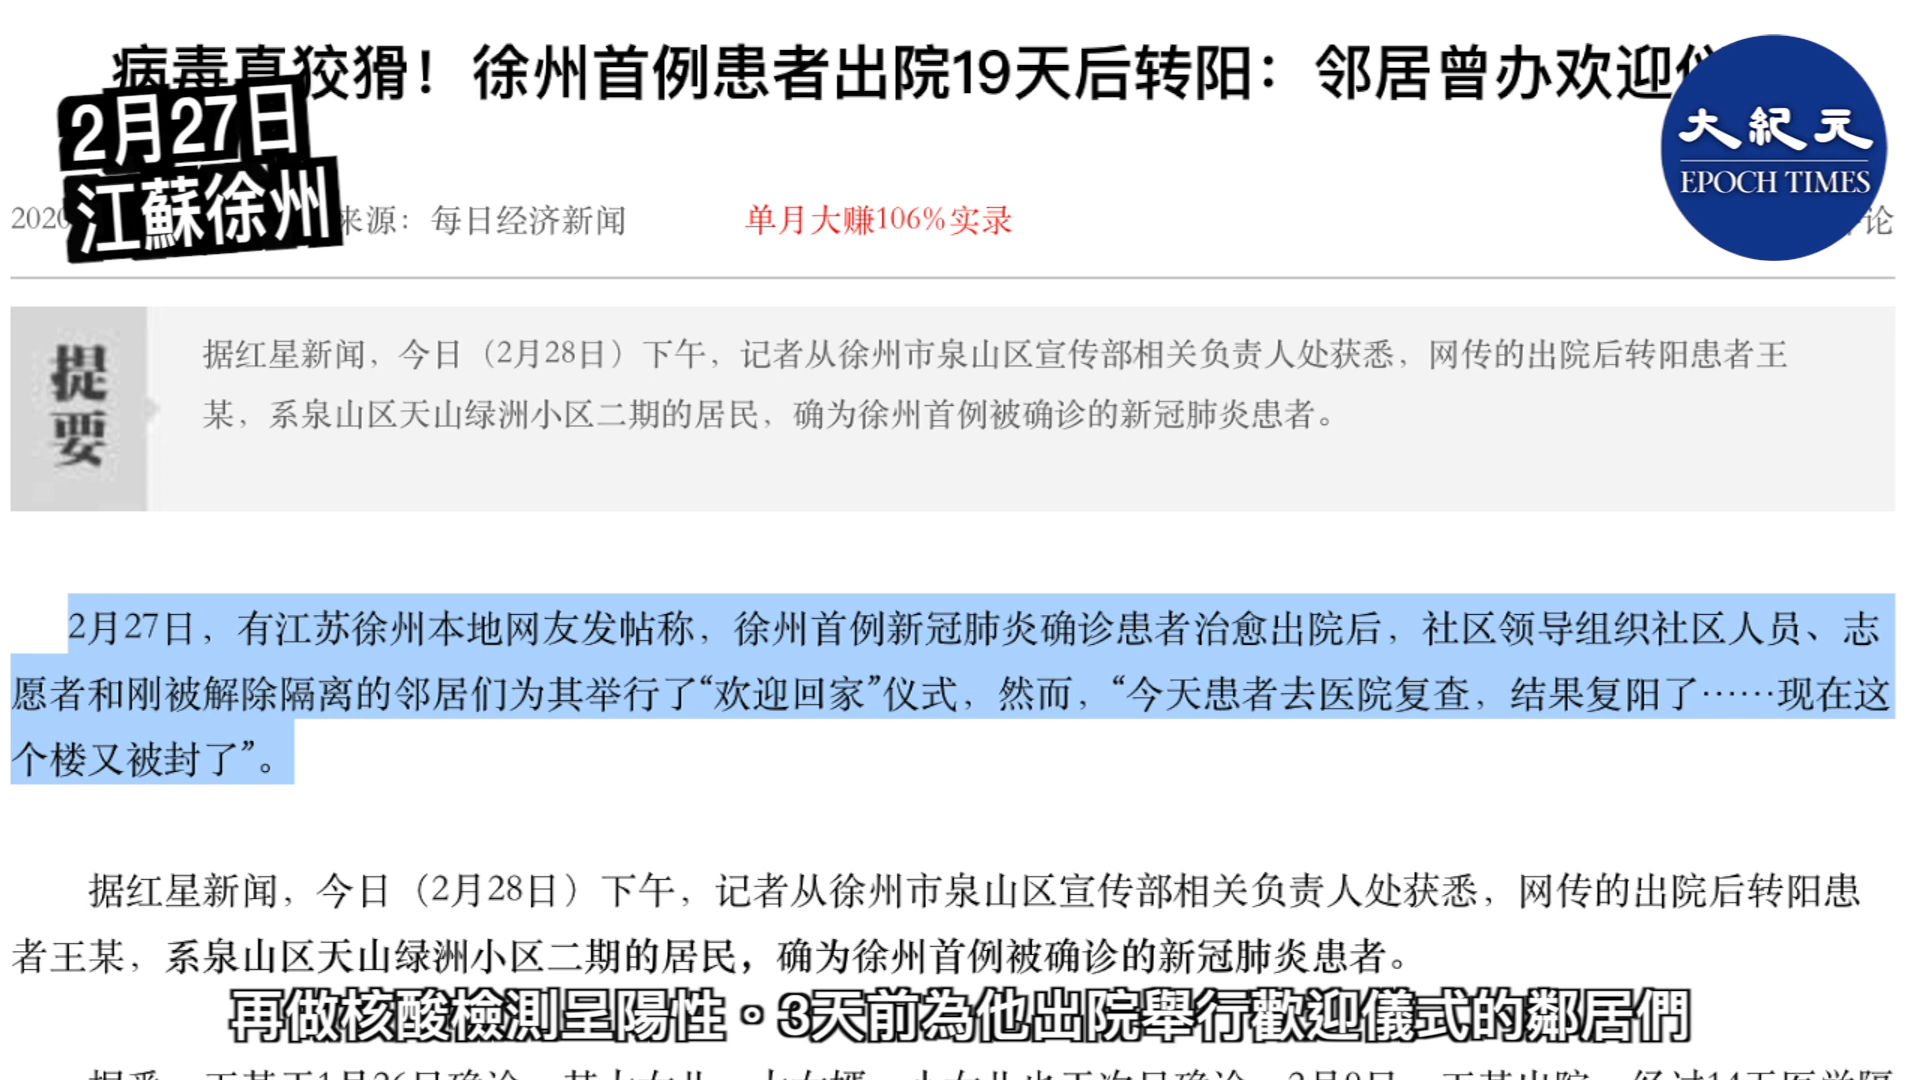 病毒真狡猾！徐州首例患者出院19天后转阳：邻居曾办欢迎仪
2月27日
江蘇徐州
大紀元
EPOCH TIMES
2020 来源：每日经济新闻 单月大赚106%实录 论
提要
据红星新闻，今日（2月28日）下午，记者从徐州市泉山区宣传部相关负责人处获悉，网传的出院后转阳患者王
某，系泉山区天山绿洲小区二期的居民，确为徐州首例被确诊的新冠肺炎患者。
2月27日，有江苏徐州本地网友发帖称，徐州首例新冠肺炎确诊患者治愈出院后，社区领导组织社区人员、志
愿者和刚被解除隔离的邻居们为其举行了“欢迎回家”仪式，然而，“今天患者去医院复查，结果复阳了……现在这
个楼又被封了”。
据红星新闻，今日（2月28日）下午，记者从徐州市泉山区宣传部相关负责人处获悉，网传的出院后转阳患
者王某，系泉山区天山绿洲小区二期的居民，确为徐州首例被确诊的新冠肺炎患者。
再做核酸檢測呈陽性。3天前為他出院舉行歡迎儀式的鄰居們